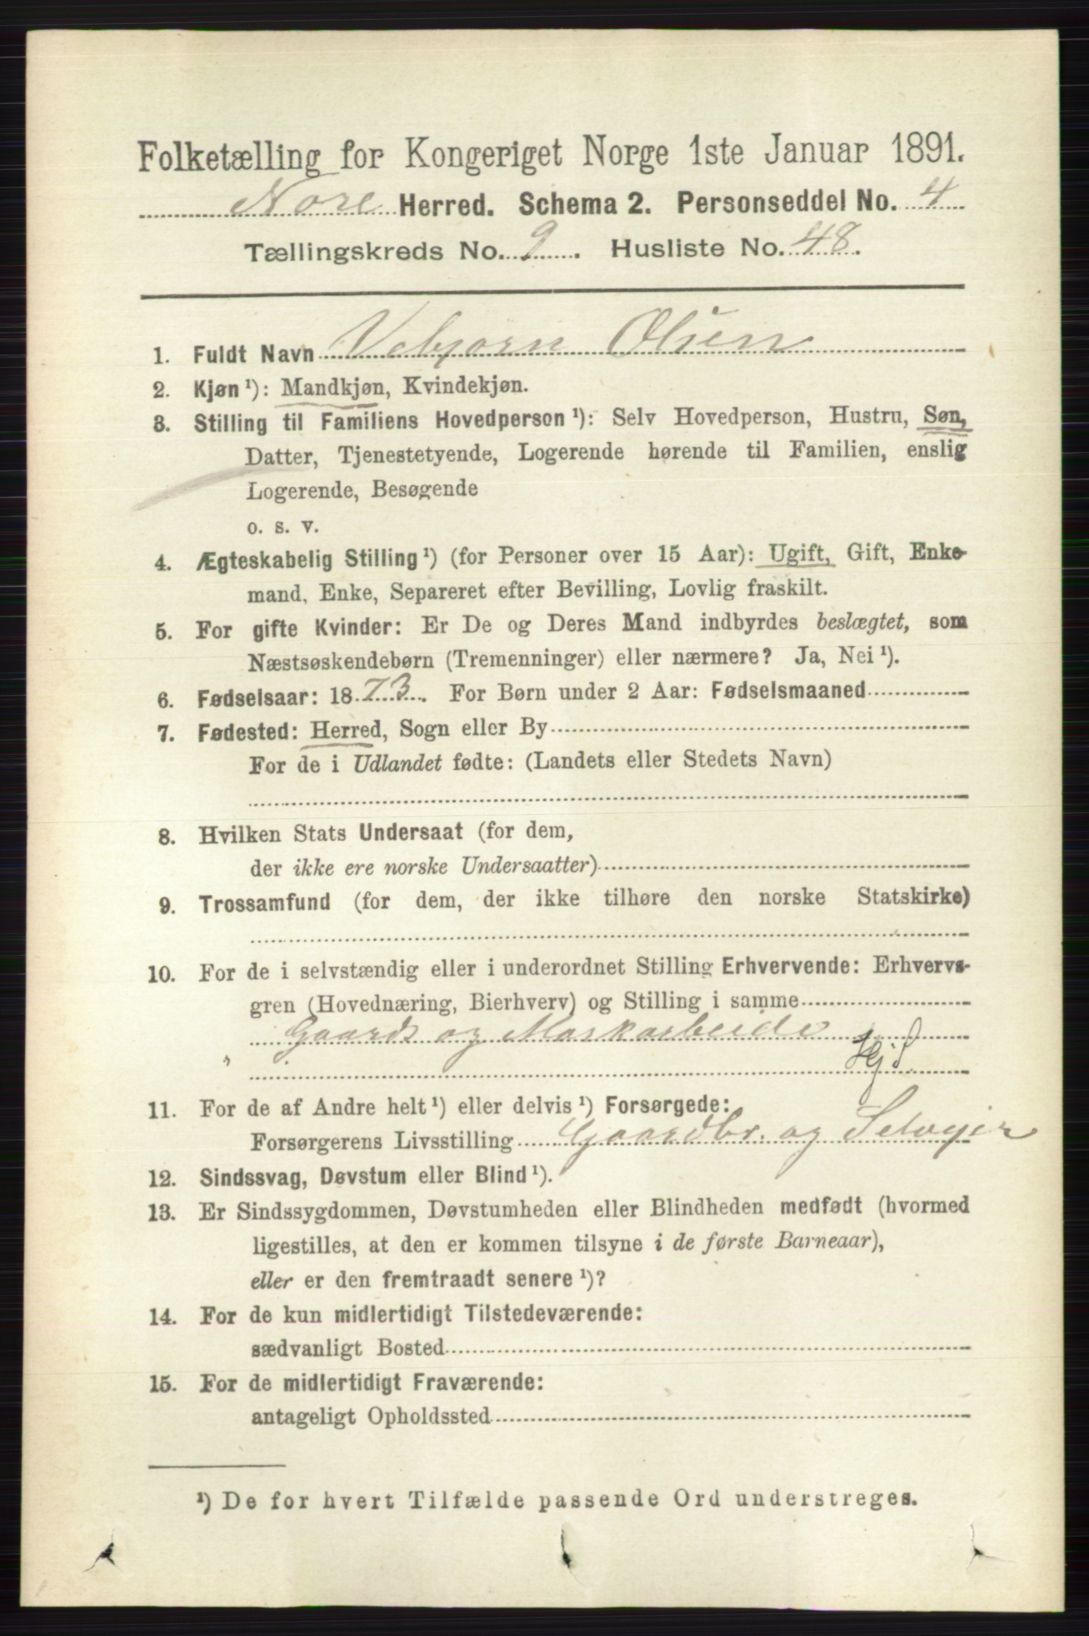 Folketælling for Kongeriget Norge 1ste Januar 1891.
Nore Herred. Schema 2. Personseddel No. 4
Tællingskreds No. 9. Husliste No. 48.
1. Fuldt Navn Vebjørn Olsen
2. Kjøn ¹): Mandkjøn, Kvindekjøn.
3. Stilling til Familiens Hovedperson ¹): Selv Hovedperson, Hustru, Søn,
Datter, Tjenestetyende, Logerende hørende til Familien, enslig
Logerende, Besøgende
o. s. v.
4. Ægteskabelig Stilling ¹) (for Personer over 15 Aar): Ugift, Gift, Enke-
mand, Enke, Separeret efter Bevilling, Lovlig fraskilt.
5. For gifte Kvinder: Er De og Deres Mand indbyrdes beslægtet, som
Næstsøskendebørn (Tremenninger) eller nærmere? Ja, Nei ¹).
6. Fødselsaar: 1873. For Børn under 2 Aar: Fødselsmaaned
7. Fødested: Herred, Sogn eller By
For de i Udlandet fødte: (Landets eller Stedets Navn)
8. Hvilken Stats Undersaat (for dem,
der ikke ere norske Undersaatter)
9. Trossamfund (for dem, der ikke tilhøre den norske Statskirke)
10. For de i selvstændig eller i underordnet Stilling Erhvervende: Erhvervs-
gren (Hovednæring, Bierhverv) og Stilling i samme
Gaards og Markarbeide
" Hjf
11. For de af Andre helt ¹) eller delvis ¹) Forsørgede:
Forsørgerens Livsstilling Gaardbr. og Selveier
12. Sindssvag, Døvstum eller Blind ¹).
13. Er Sindssygdommen, Døvstumheden eller Blindheden medfødt (hvormed
ligestilles, at den er kommen tilsyne i de første Barneaar),
eller er den fremtraadt senere ¹)?
14. For de kun midlertidigt Tilstedeværende:
sædvanligt Bosted
15. For de midlertidigt Fraværende:
antageligt Opholdssted
¹) De for hvert Tilfælde passende Ord understreges.